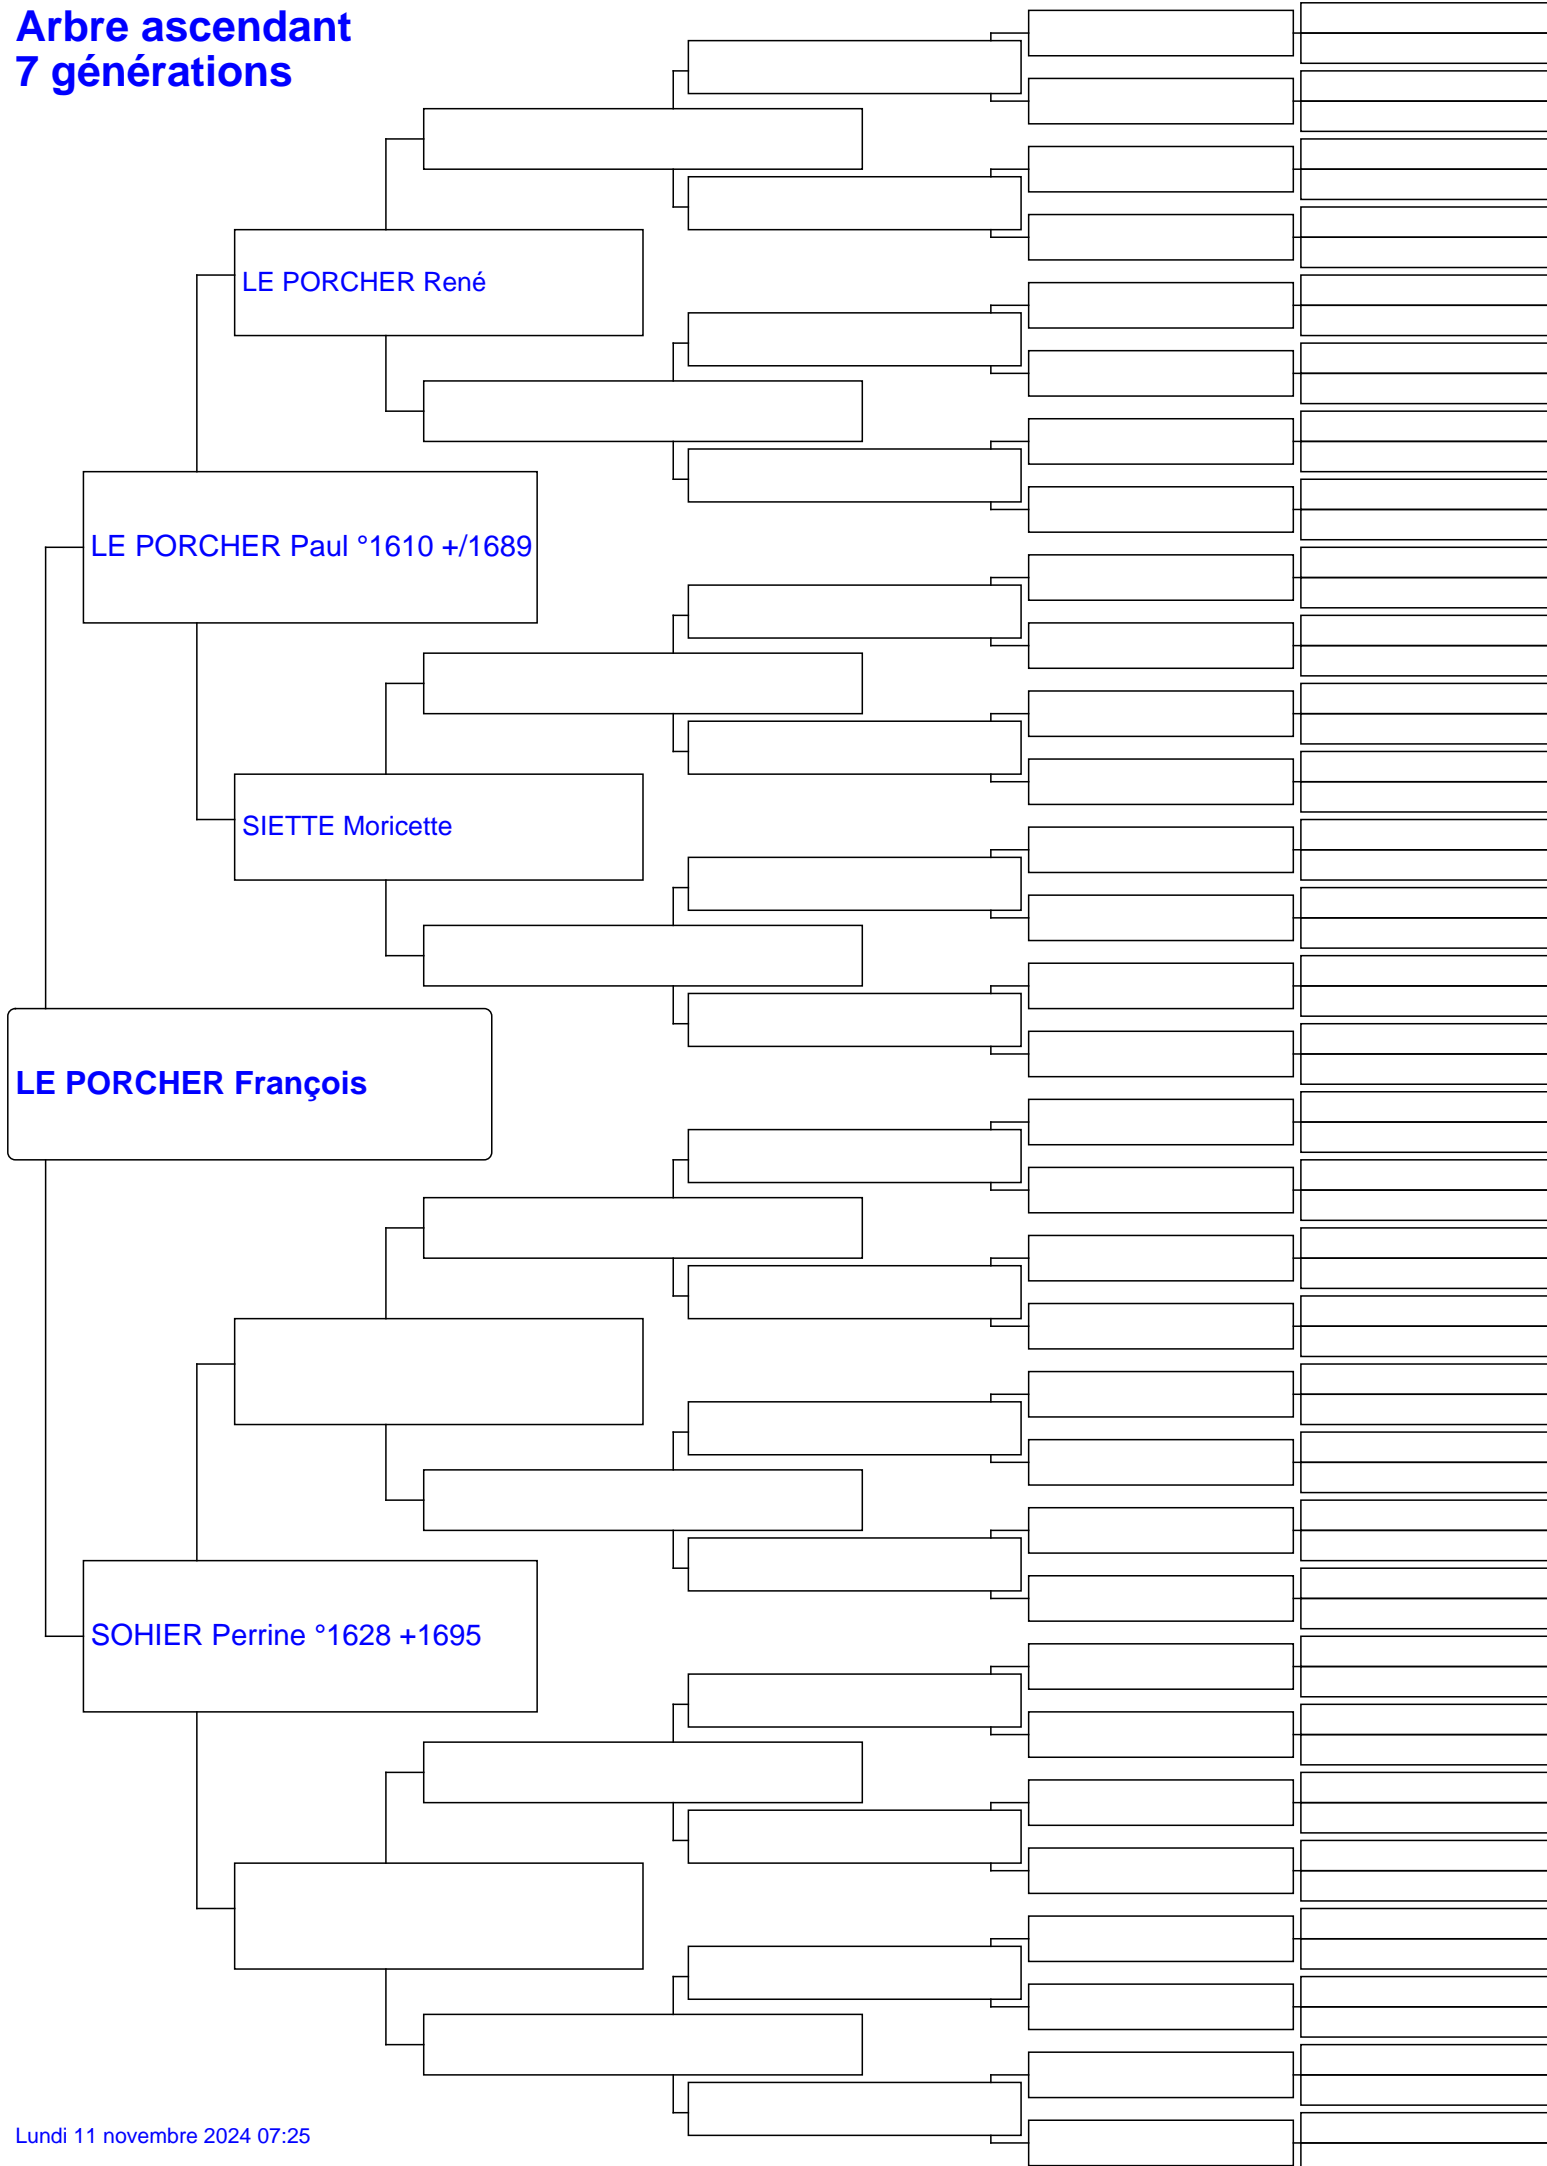 Arbre ascendant
7 générations
LE PORCHER René
LE PORCHER Paul °1610 +/1689
SIETTE Moricette
LE PORCHER François
SOHIER Perrine °1628 +1695
Lundi 11 novembre 2024 07:25